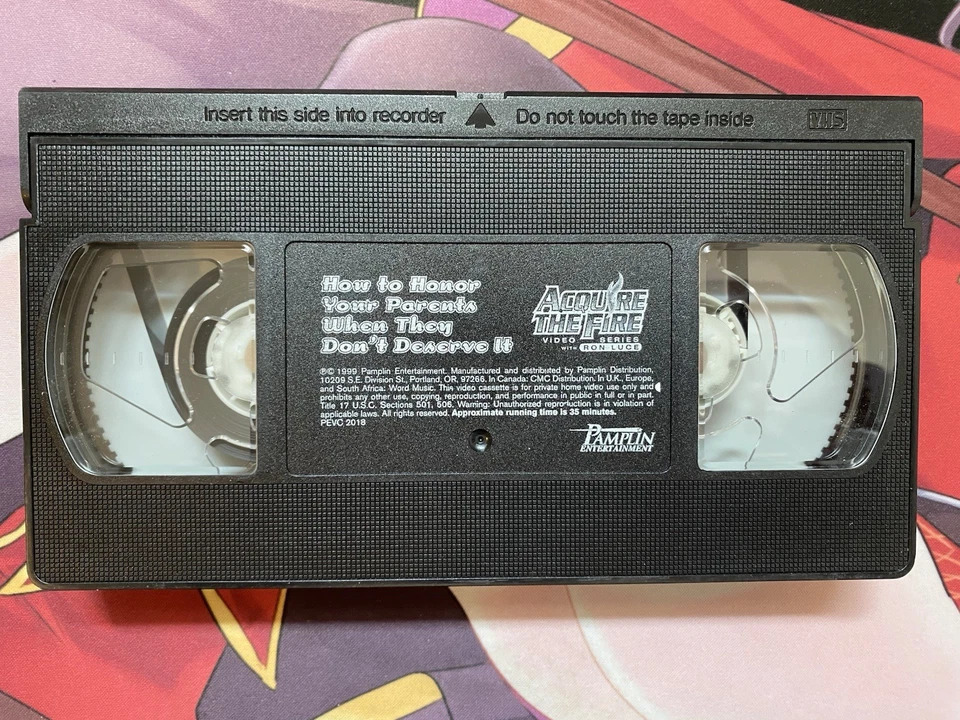 Insert this side into recorder Do not touch the tape inside VHS
How to Honor
Your Parents
When They
Don't Deserve It
ACQUIRE
THE FIRE
VIDEO SERIES
WITH RON LUCE
℗© 1999 Pamplin Entertainment. Manufactured and distributed by Pamplin Distribution,
10209 S.E. Division St., Portland, OR, 97266. In Canada: CMC Distribution. In U.K., Europe,
and South Africa: Word Music. This video cassette is for private home video use only and
prohibits any other use, copying, reproduction, and performance in public in full or in part.
Title 17 U.S.C. Sections 501, 506. Warning: Unauthorized reproduction is in violation of
applicable laws. All rights reserved. Approximate running time is 35 minutes.
PEVC 2018
PAMPLIN
ENTERTAINMENT